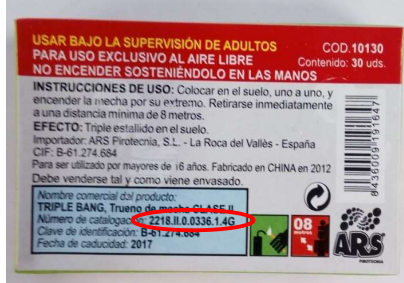 USAR BAJO LA SUPERVISIÓN DE ADULTOS
PARA USO EXCLUSIVO AL AIRE LIBRE
NO ENCENDER SOSTENIÉNDOLO EN LAS MANOS
COD.10130
Contenido: 30 uds.
INSTRUCCIONES DE USO: Colocar en el suelo, uno a uno, y
encender la mecha por su extremo. Retirarse inmediatamente
a una distancia mínima de 8 metros.
EFECTO: Triple estallido en el suelo.
Importador: ARS Pirotecnia, S.L. - La Roca del Vallès - España
CIF: B-61.274.684
Para ser utilizado por mayores de 16 años. Fabricado en CHINA en 2012
Debe venderse tal y como viene envasado.
8436009191647
Nombre comercial del producto:
TRIPLE BANG, Trueno de mecha CLASE II
Número de catalogación: 2218.II.0.0336.1.4G
Clave de identificación: B-61.274.684
Fecha de caducidad: 2017
08
metros
ARS
PIROTECNIA